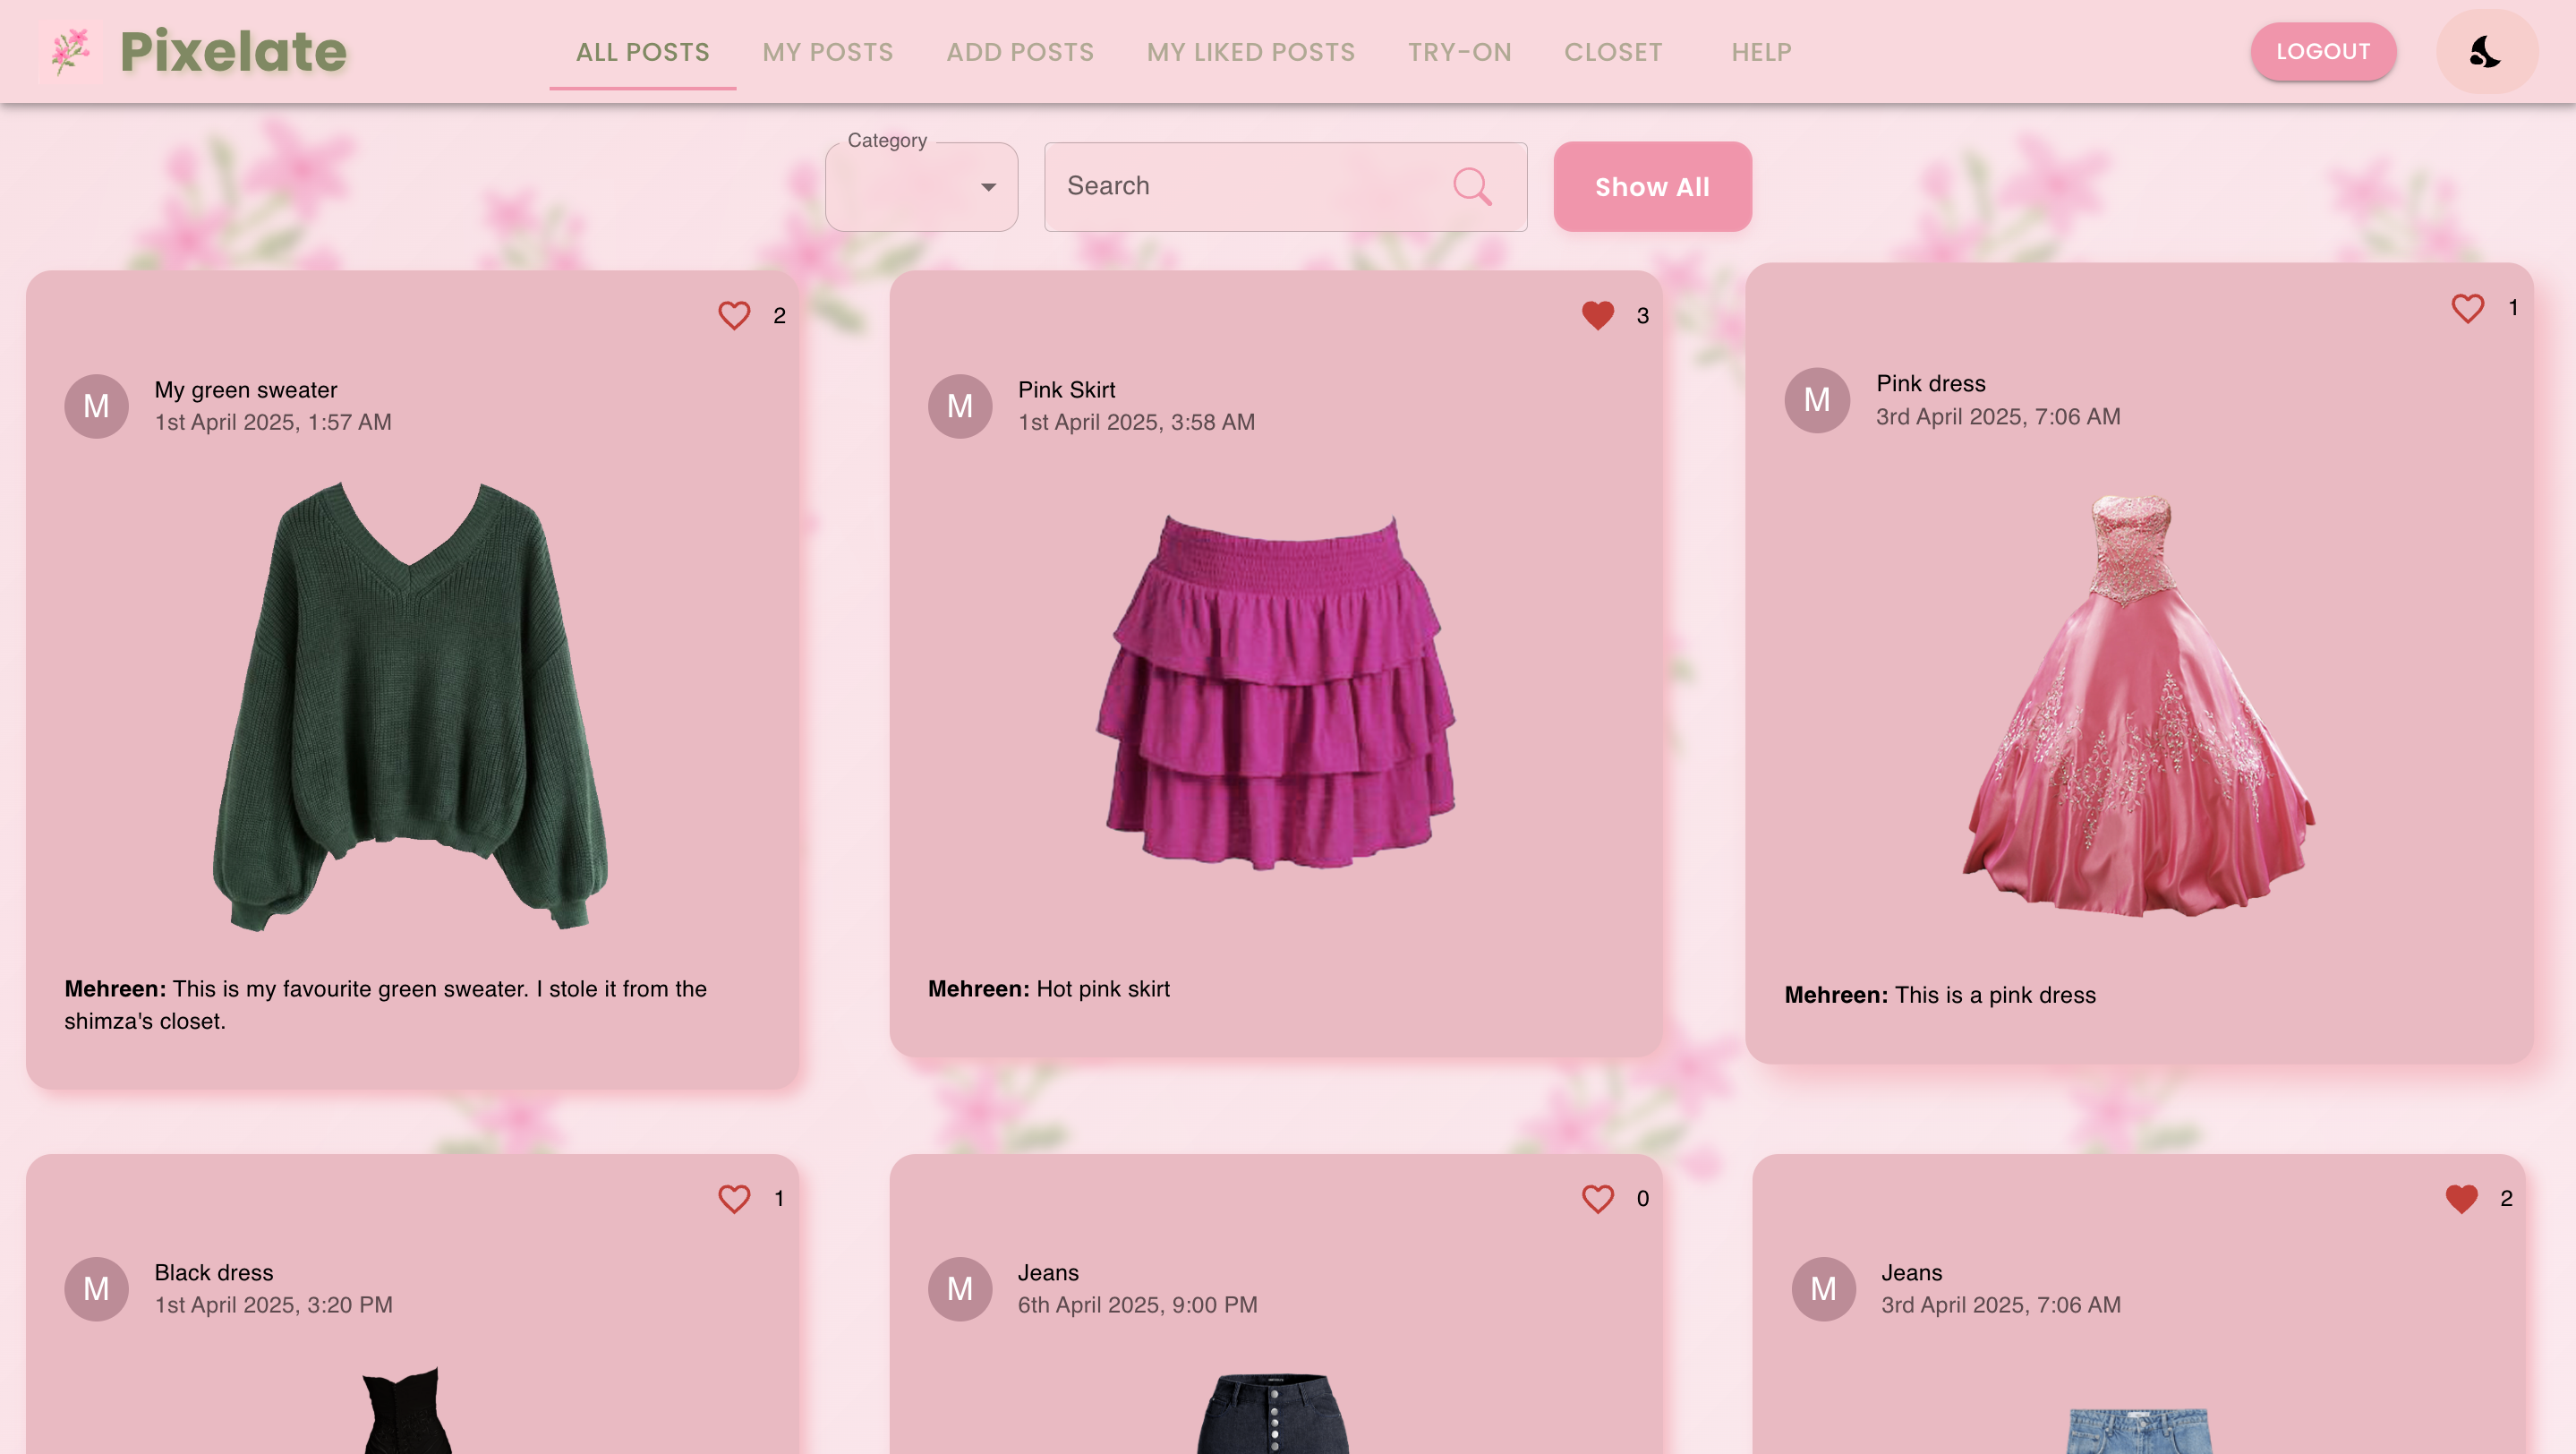 Pixelate
ALL POSTS
MY POSTS
ADD POSTS
MY LIKED POSTS
TRY-ON
CLOSET
HELP
LOGOUT
Category
Search
Show All
2
M
My green sweater
1st April 2025, 1:57 AM
Mehreen: This is my favourite green sweater. I stole it from the
shimza's closet.
3
M
Pink Skirt
1st April 2025, 3:58 AM
Mehreen: Hot pink skirt
1
M
Pink dress
3rd April 2025, 7:06 AM
Mehreen: This is a pink dress
1
M
Black dress
1st April 2025, 3:20 PM
0
M
Jeans
6th April 2025, 9:00 PM
2
M
Jeans
3rd April 2025, 7:06 AM